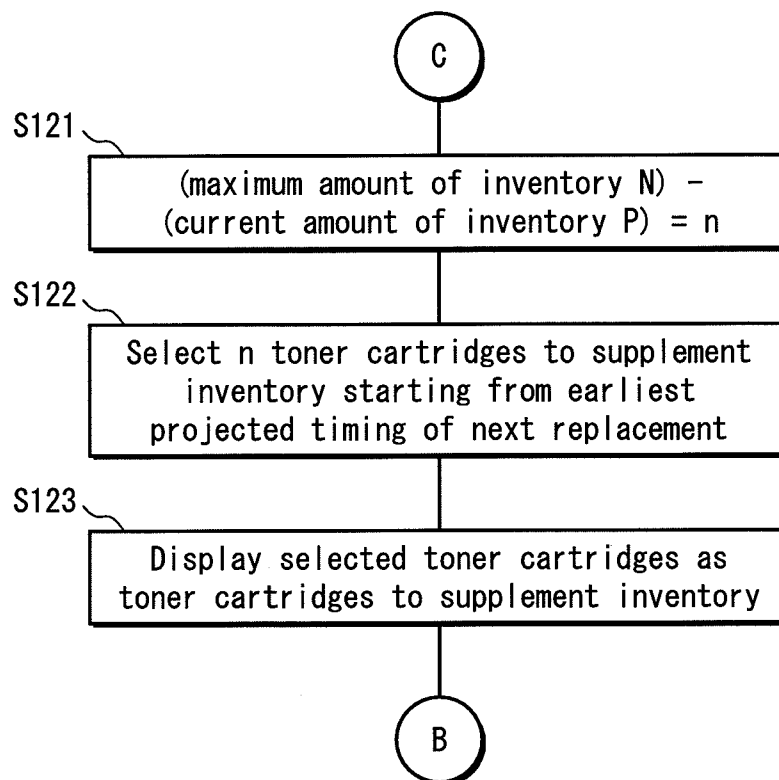 C
S121
(maximum amount of inventory N) -
(current amount of inventory P) = n
S122
Select n toner cartridges to supplement
inventory starting from earliest
projected timing of next replacement
S123
Display selected toner cartridges as
toner cartridges to supplement inventory
B